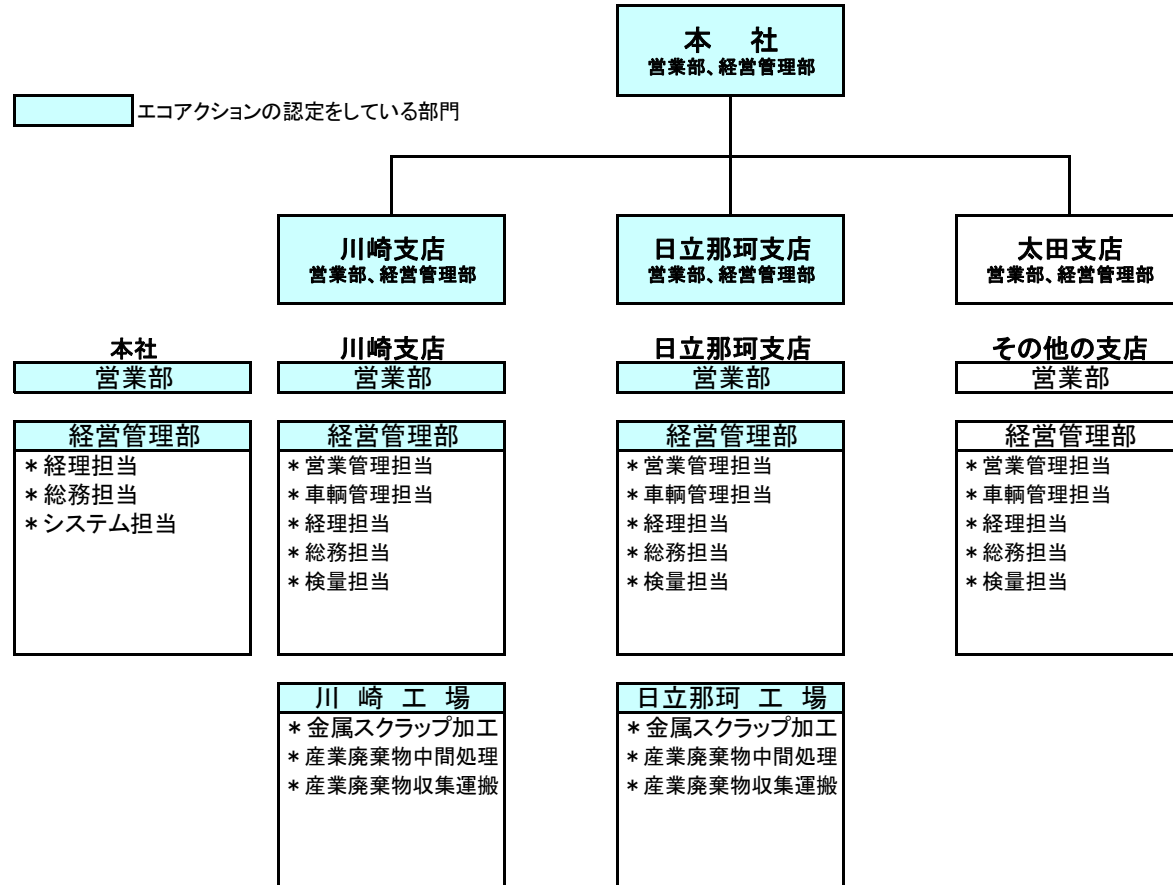 本　社
営業部、経営管理部
エコアクションの認定をしている部門
川崎支店
営業部、経営管理部
日立那珂支店
営業部、経営管理部
太田支店
営業部、経営管理部
本社
営業部
経営管理部
＊経理担当
＊総務担当
＊システム担当
川崎支店
営業部
経営管理部
＊営業管理担当
＊車輌管理担当
＊経理担当
＊総務担当
＊検量担当
川　崎　工　場
＊金属スクラップ加工
＊産業廃棄物中間処理
＊産業廃棄物収集運搬
日立那珂支店
営業部
経営管理部
＊営業管理担当
＊車輌管理担当
＊経理担当
＊総務担当
＊検量担当
日立那珂　工　場
＊金属スクラップ加工
＊産業廃棄物中間処理
＊産業廃棄物収集運搬
その他の支店
営業部
経営管理部
＊営業管理担当
＊車輌管理担当
＊経理担当
＊総務担当
＊検量担当